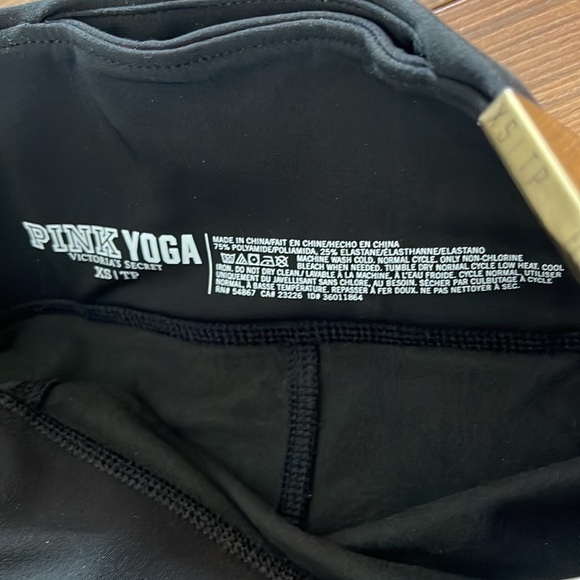 PINK YOGA
VICTORIA'S SECRET
XS | TP
MADE IN CHINA/FAIT EN CHINE/HECHO EN CHINA
75% POLYAMIDE/POLIAMIDA, 25% ELASTANE/ELASTHANNE/ELASTANO
MACHINE WASH COLD. NORMAL CYCLE. ONLY NON-CHLORINE
BLEACH WHEN NEEDED. TUMBLE DRY NORMAL CYCLE LOW HEAT. COOL
IRON. DO NOT DRY CLEAN./LAVABLE À LA MACHINE, À L'EAU FROIDE. CYCLE NORMAL. UTILISER
UNIQUEMENT DU JAVELLISANT SANS CHLORE, AU BESOIN. SÉCHER PAR CULBUTAGE À CYCLE
NORMAL, À BASSE TEMPÉRATURE. REPASSER À FER DOUX. NE PAS NETTOYER À SEC.
RN# 54867 CA# 23226 ID# 36011864
XS | TP